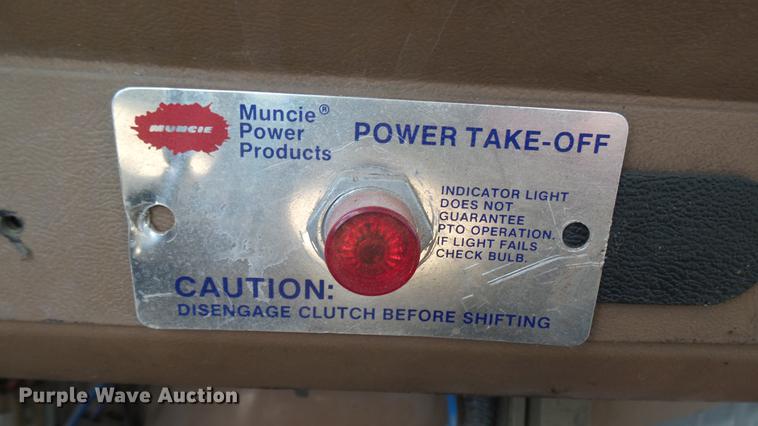 MUNCIE
Muncie®
Power
Products
POWER TAKE-OFF
INDICATOR LIGHT
DOES NOT
GUARANTEE
PTO OPERATION.
IF LIGHT FAILS
CHECK BULB.
CAUTION:
DISENGAGE CLUTCH BEFORE SHIFTING
Purple Wave Auction